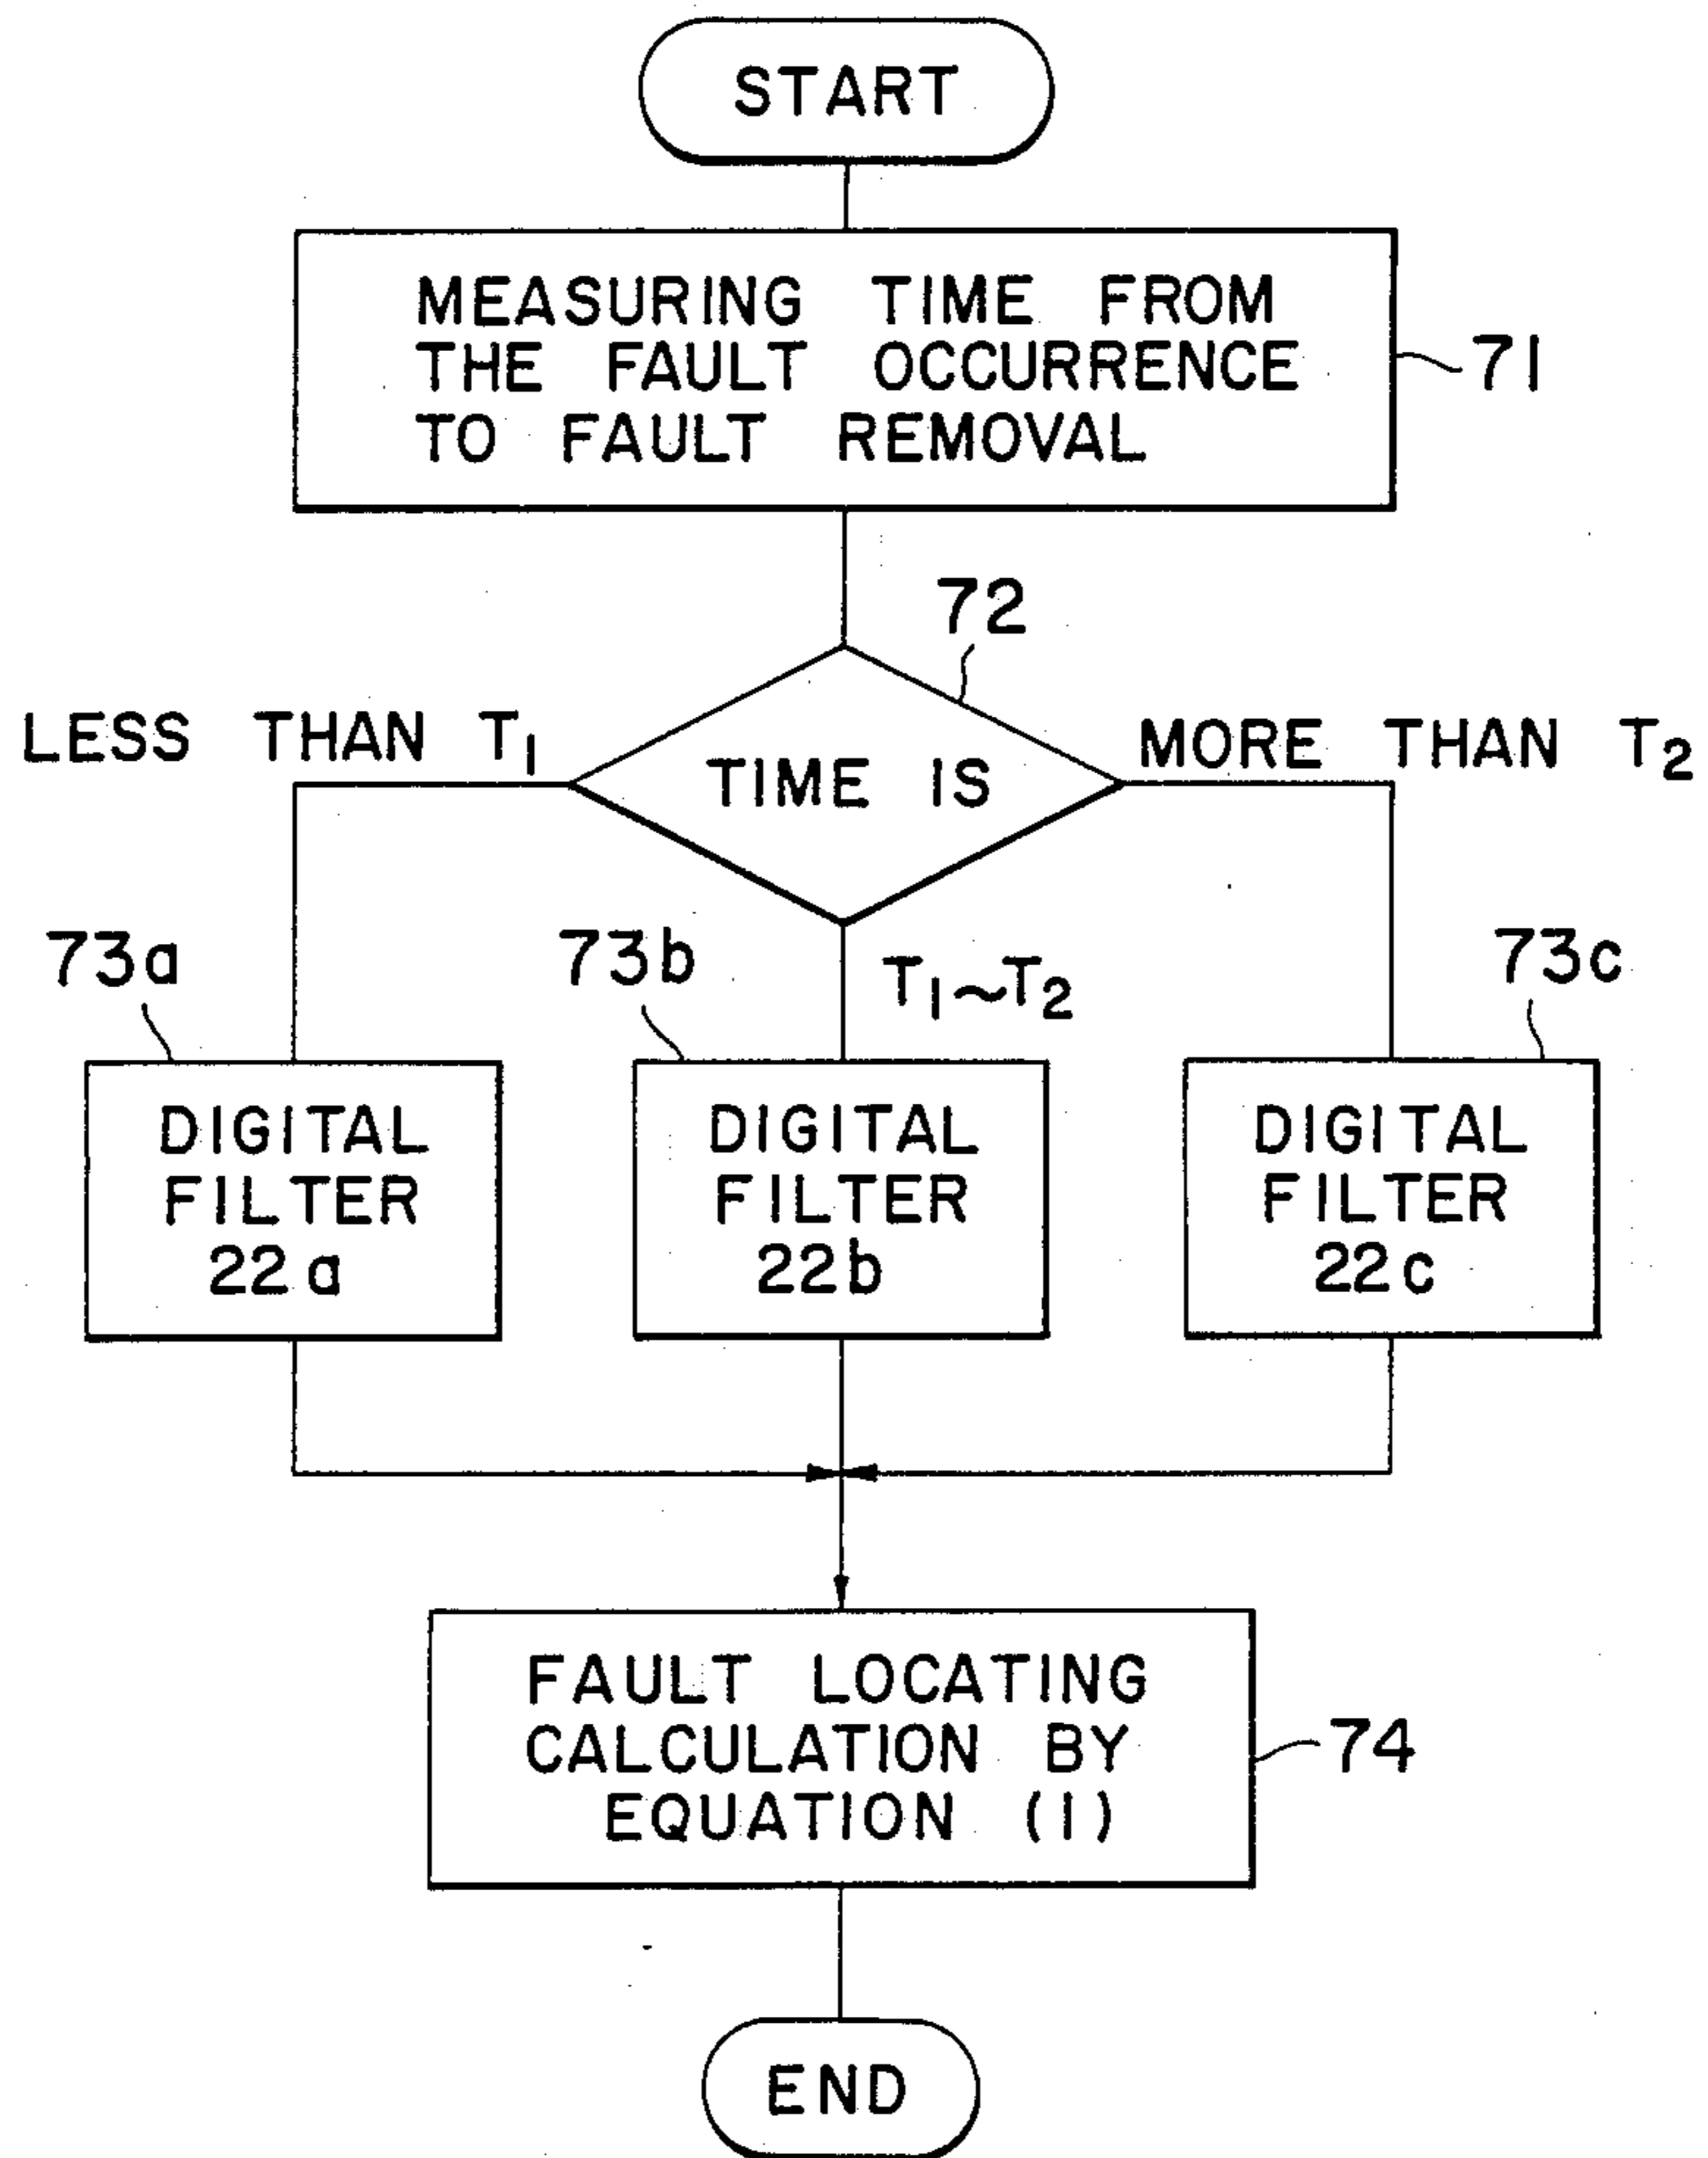 START
MEASURING TIME FROM
THE FAULT OCCURRENCE
TO FAULT REMOVAL
71
72
LESS THAN T1
TIME IS
MORE THAN T2
T1~T2
73a
73b
73c
DIGITAL
FILTER
22a
DIGITAL
FILTER
22b
DIGITAL
FILTER
22c
FAULT LOCATING
CALCULATION BY
EQUATION (1)
74
END